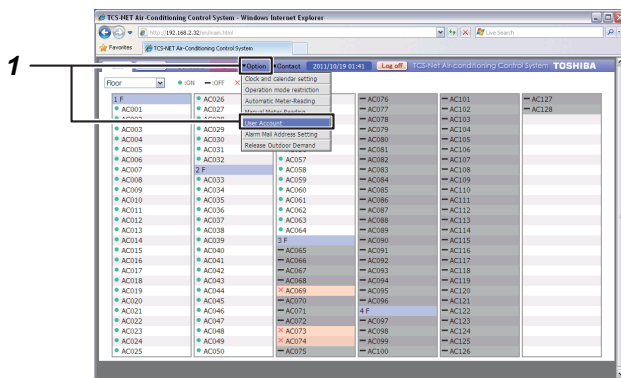 TCS-NET Air-Conditioning Control System - Windows Internet Explorer
http://192.168.2.32/en/main.html
Live Search
Favorites
TCS-NET Air-Conditioning Control System
1
▼Option
▼Contact
2011/10/19 01:41
Log off
TCS-NET Air-conditioning Control System
TOSHIBA
Floor
:ON
:OFF
Clock and calendar setting
Operation mode restriction
Automatic Meter-Reading
Manual Meter-Reading
User Account
Alarm Mail Address Setting
Release Outdoor Demand
1 F
AC001
AC002
AC003
AC004
AC005
AC006
AC007
AC008
AC009
AC010
AC011
AC012
AC013
AC014
AC015
AC016
AC017
AC018
AC019
AC020
AC021
AC022
AC023
AC024
AC025
AC026
AC027
AC028
AC029
AC030
AC031
AC032
2 F
AC033
AC034
AC035
AC036
AC037
AC038
AC039
AC040
AC041
AC042
AC043
AC044
AC045
AC046
AC047
AC048
AC049
AC050
AC057
AC058
AC059
AC060
AC061
AC062
AC063
AC064
3 F
AC065
AC066
AC067
AC068
AC069
AC070
AC071
AC072
AC073
AC074
AC075
AC076
AC077
AC078
AC079
AC080
AC081
AC082
AC083
AC084
AC085
AC086
AC087
AC088
AC089
AC090
AC091
AC092
AC093
AC094
AC095
AC096
4 F
AC097
AC098
AC099
AC100
AC101
AC102
AC103
AC104
AC105
AC106
AC107
AC108
AC109
AC110
AC111
AC112
AC113
AC114
AC115
AC116
AC117
AC118
AC119
AC120
AC121
AC122
AC123
AC124
AC125
AC126
AC127
AC128